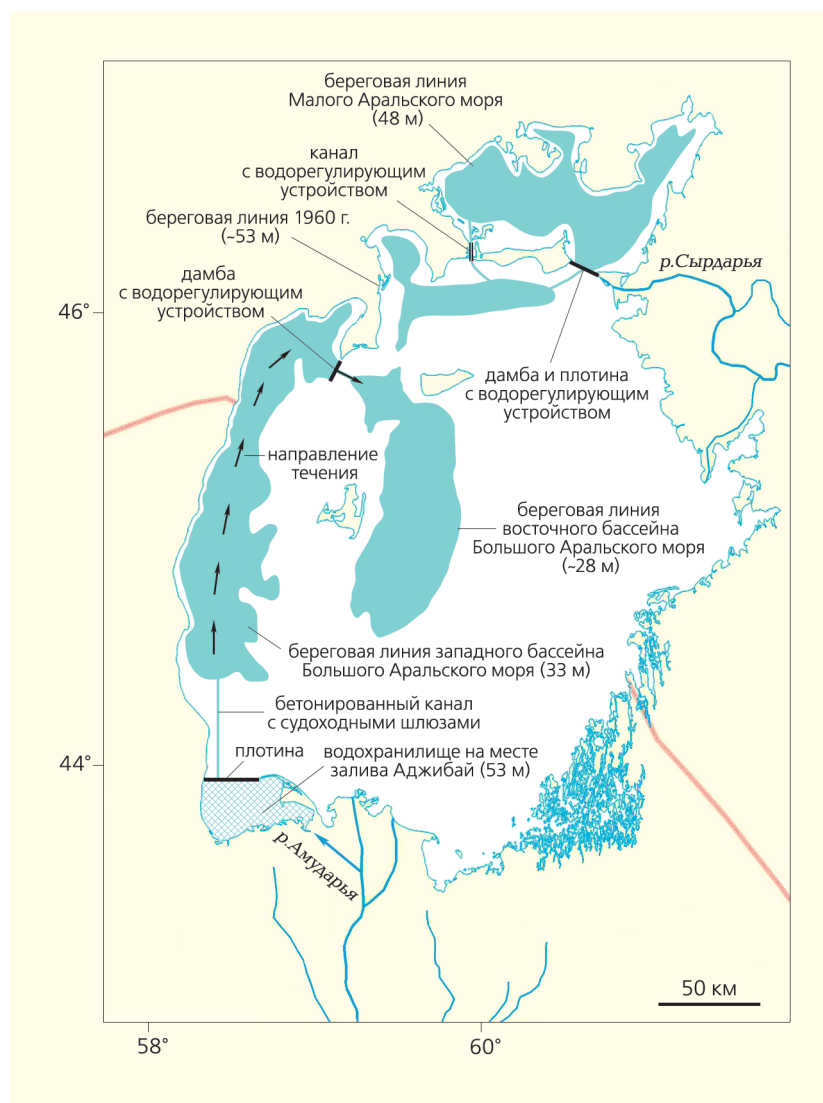 береговая линия
Малого Аральского моря
(48 м)
канал
с водорегулирующим
устройством
береговая линия 1960 г.
(~53 м)
р.Сырдарья
дамба
с водорегулирующим
устройством
46°
дамба и плотина
с водорегулирующим
устройством
направление
течения
береговая линия
восточного бассейна
Большого Аральского моря
(~28 м)
береговая линия западного бассейна
Большого Аральского моря (33 м)
бетонированный канал
с судоходными шлюзами
плотина
водохранилище на месте
залива Аджибай (53 м)
44°
р.Амударья
50 км
58°
60°